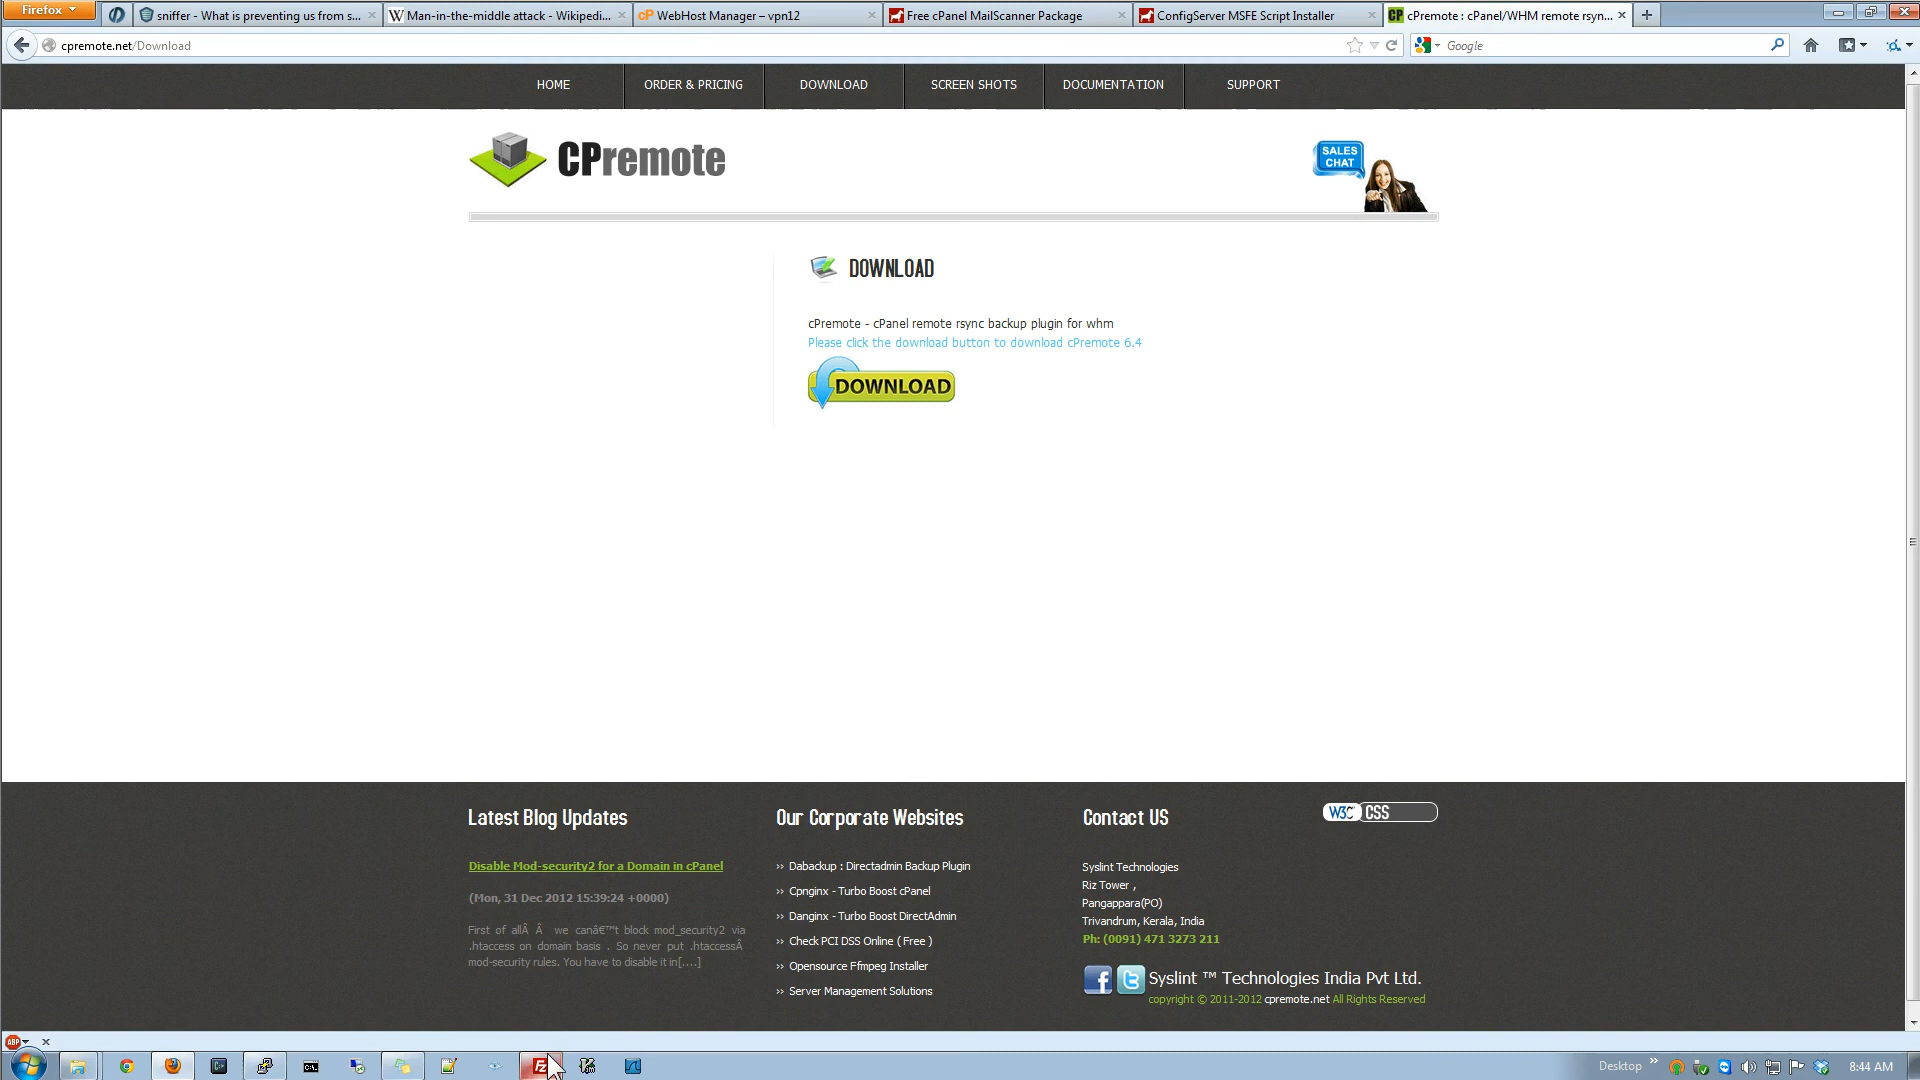 Firefox
sniffer - What is preventing us from s...
Man-in-the-middle attack - Wikipedi...
cP WebHost Manager – vpn12
Free cPanel MailScanner Package
ConfigServer MSFE Script Installer
CP cPremote : cPanel/WHM remote rsyn...
cpremote.net/Download
Google
HOME
ORDER & PRICING
DOWNLOAD
SCREEN SHOTS
DOCUMENTATION
SUPPORT
CPremote
SALES
CHAT
DOWNLOAD
cPremote - cPanel remote rsync backup plugin for whm
Please click the download button to download cPremote 6.4
DOWNLOAD
Latest Blog Updates
Disable Mod-security2 for a Domain in cPanel
(Mon, 31 Dec 2012 15:39:24 +0000)
First of allÂ Â we canâ€™t block mod_security2 via
.htaccess on domain basis . So never put .htaccessÂ
mod-security rules. You have to disable it in[....]
Our Corporate Websites
>> Dabackup : Directadmin Backup Plugin
>> Cpnginx - Turbo Boost cPanel
>> Danginx - Turbo Boost DirectAdmin
>> Check PCI DSS Online ( Free )
>> Opensource Ffmpeg Installer
>> Server Management Solutions
Contact US
Syslint Technologies
Riz Tower ,
Pangappara(PO)
Trivandrum, Kerala, India
Ph: (0091) 471 3273 211
Syslint ™ Technologies India Pvt Ltd.
copyright © 2011-2012 cpremote.net All Rights Reserved
W3C CSS
ABP
Fz
Desktop
8:44 AM